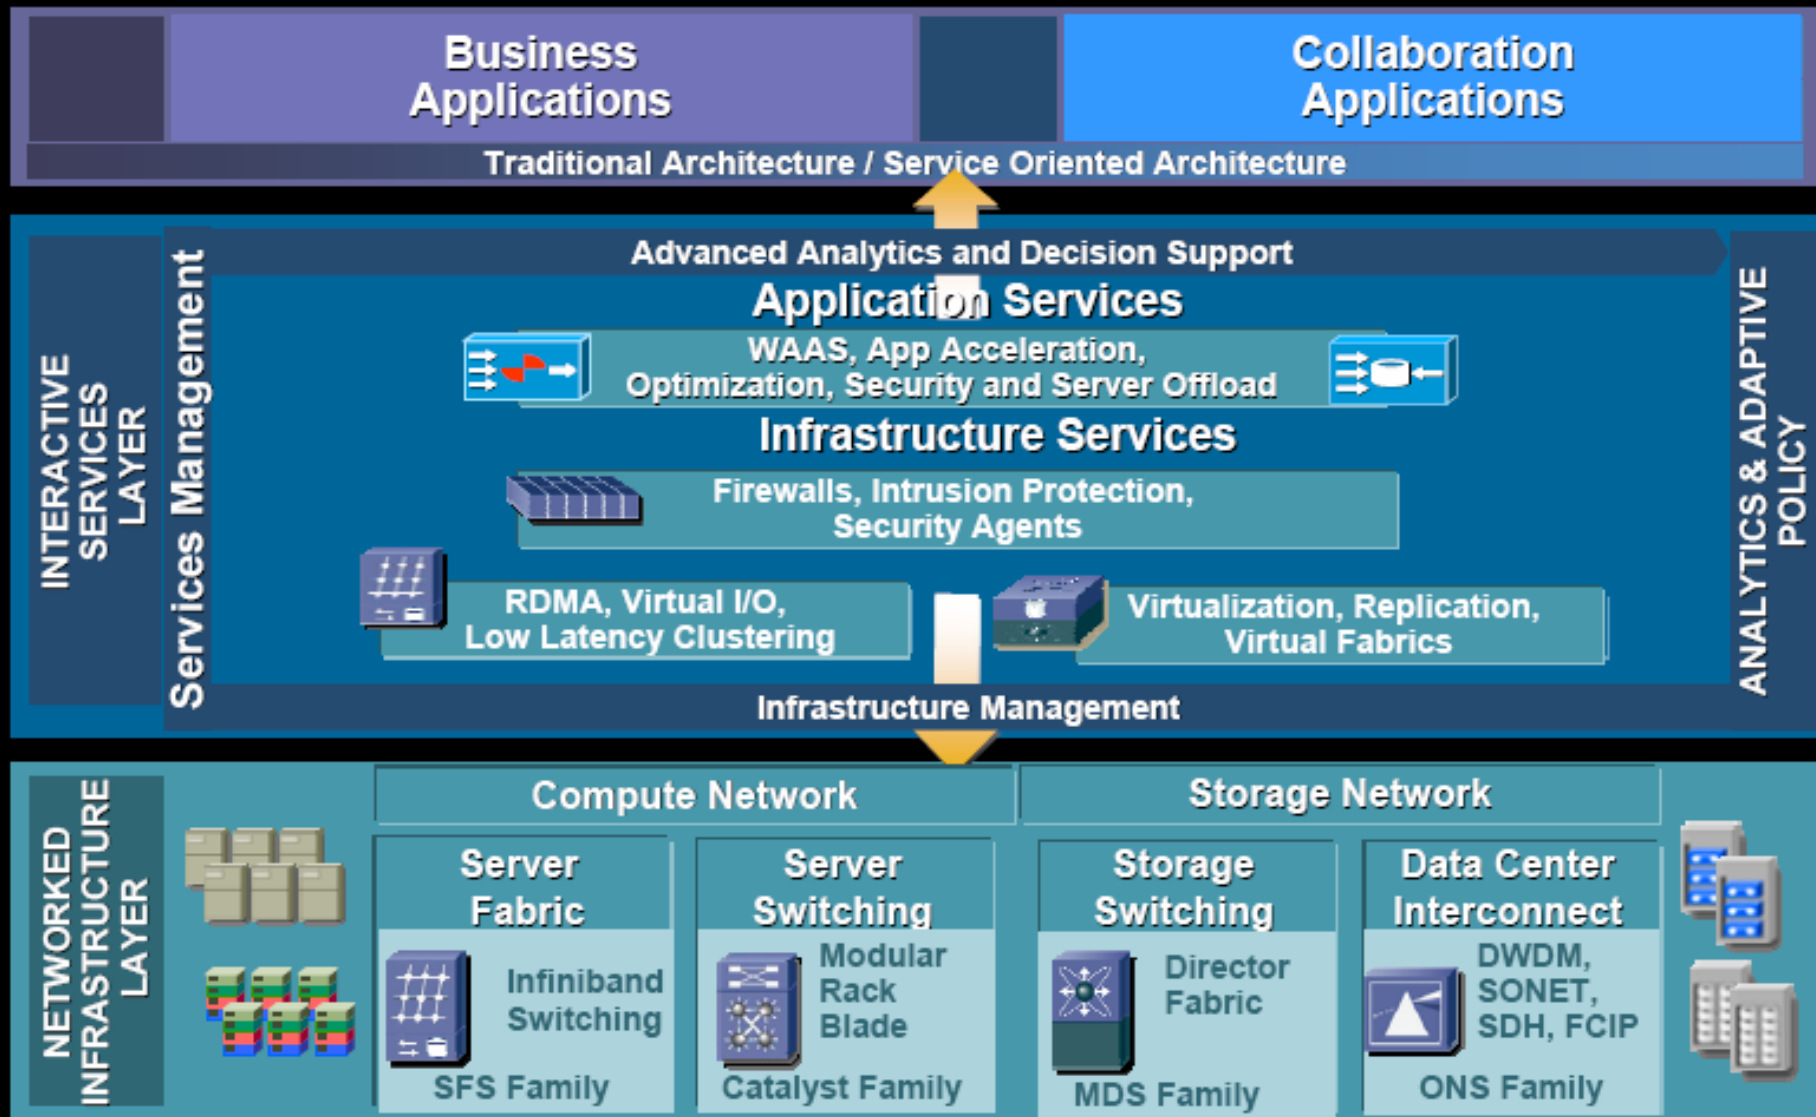 Business
Applications
Collaboration
Applications
Traditional Architecture / Service Oriented Architecture
INTERACTIVE
SERVICES
LAYER
Services Management
Advanced Analytics and Decision Support
Application Services
WAAS, App Acceleration,
Optimization, Security and Server Offload
Infrastructure Services
Firewalls, Intrusion Protection,
Security Agents
RDMA, Virtual I/O,
Low Latency Clustering
Virtualization, Replication,
Virtual Fabrics
Infrastructure Management
ANALYTICS & ADAPTIVE
POLICY
NETWORKED
INFRASTRUCTURE
LAYER
Compute Network
Storage Network
Server
Fabric
Infiniband
Switching
SFS Family
Server
Switching
Modular
Rack
Blade
Catalyst Family
Storage
Switching
Director
Fabric
MDS Family
Data Center
Interconnect
DWDM,
SONET,
SDH, FCIP
ONS Family